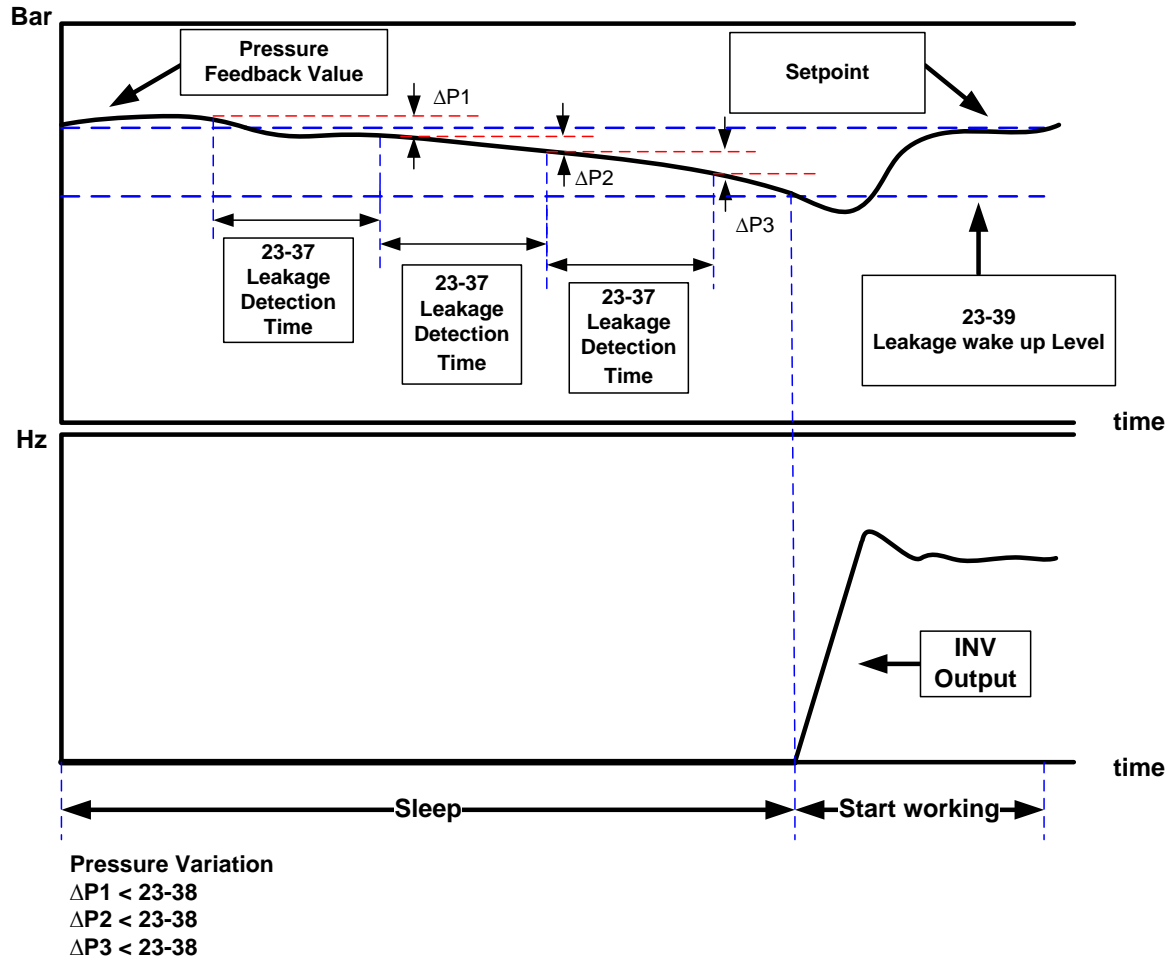 Bar
Pressure
Feedback Value
ΔP1
Setpoint
ΔP2
ΔP3
23-37
Leakage
Detection
Time
23-37
Leakage
Detection
Time
23-37
Leakage
Detection
Time
23-39
Leakage wake up Level
time
Hz
INV
Output
time
Sleep
Start working
Pressure Variation
ΔP1 < 23-38
ΔP2 < 23-38
ΔP3 < 23-38